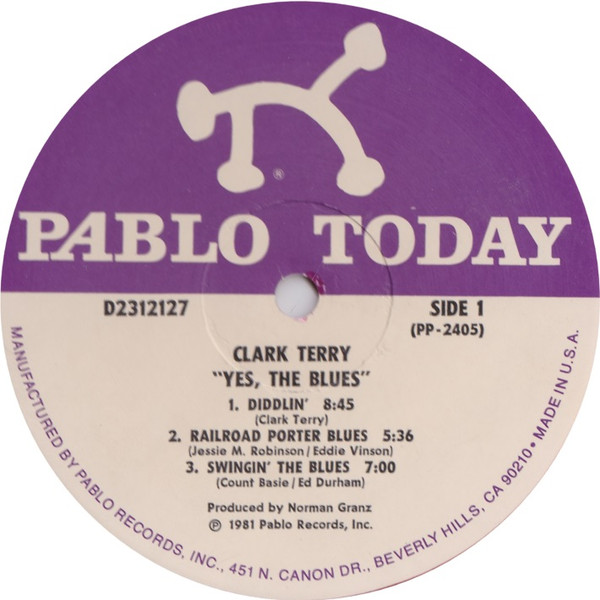 ®
PABLO TODAY
D2312127 SIDE 1
(PP-2405)
CLARK TERRY
"YES, THE BLUES"
1. DIDDLIN' 8:45
(Clark Terry)
2. RAILROAD PORTER BLUES 5:36
(Jessie M. Robinson/Eddie Vinson)
3. SWINGIN' THE BLUES 7:00
(Count Basie/Ed Durham)
Produced by Norman Granz
℗ 1981 Pablo Records, Inc.
MANUFACTURED BY PABLO RECORDS, INC., 451 N. CANON DR., BEVERLY HILLS, CA 90210 • MADE IN U.S.A.